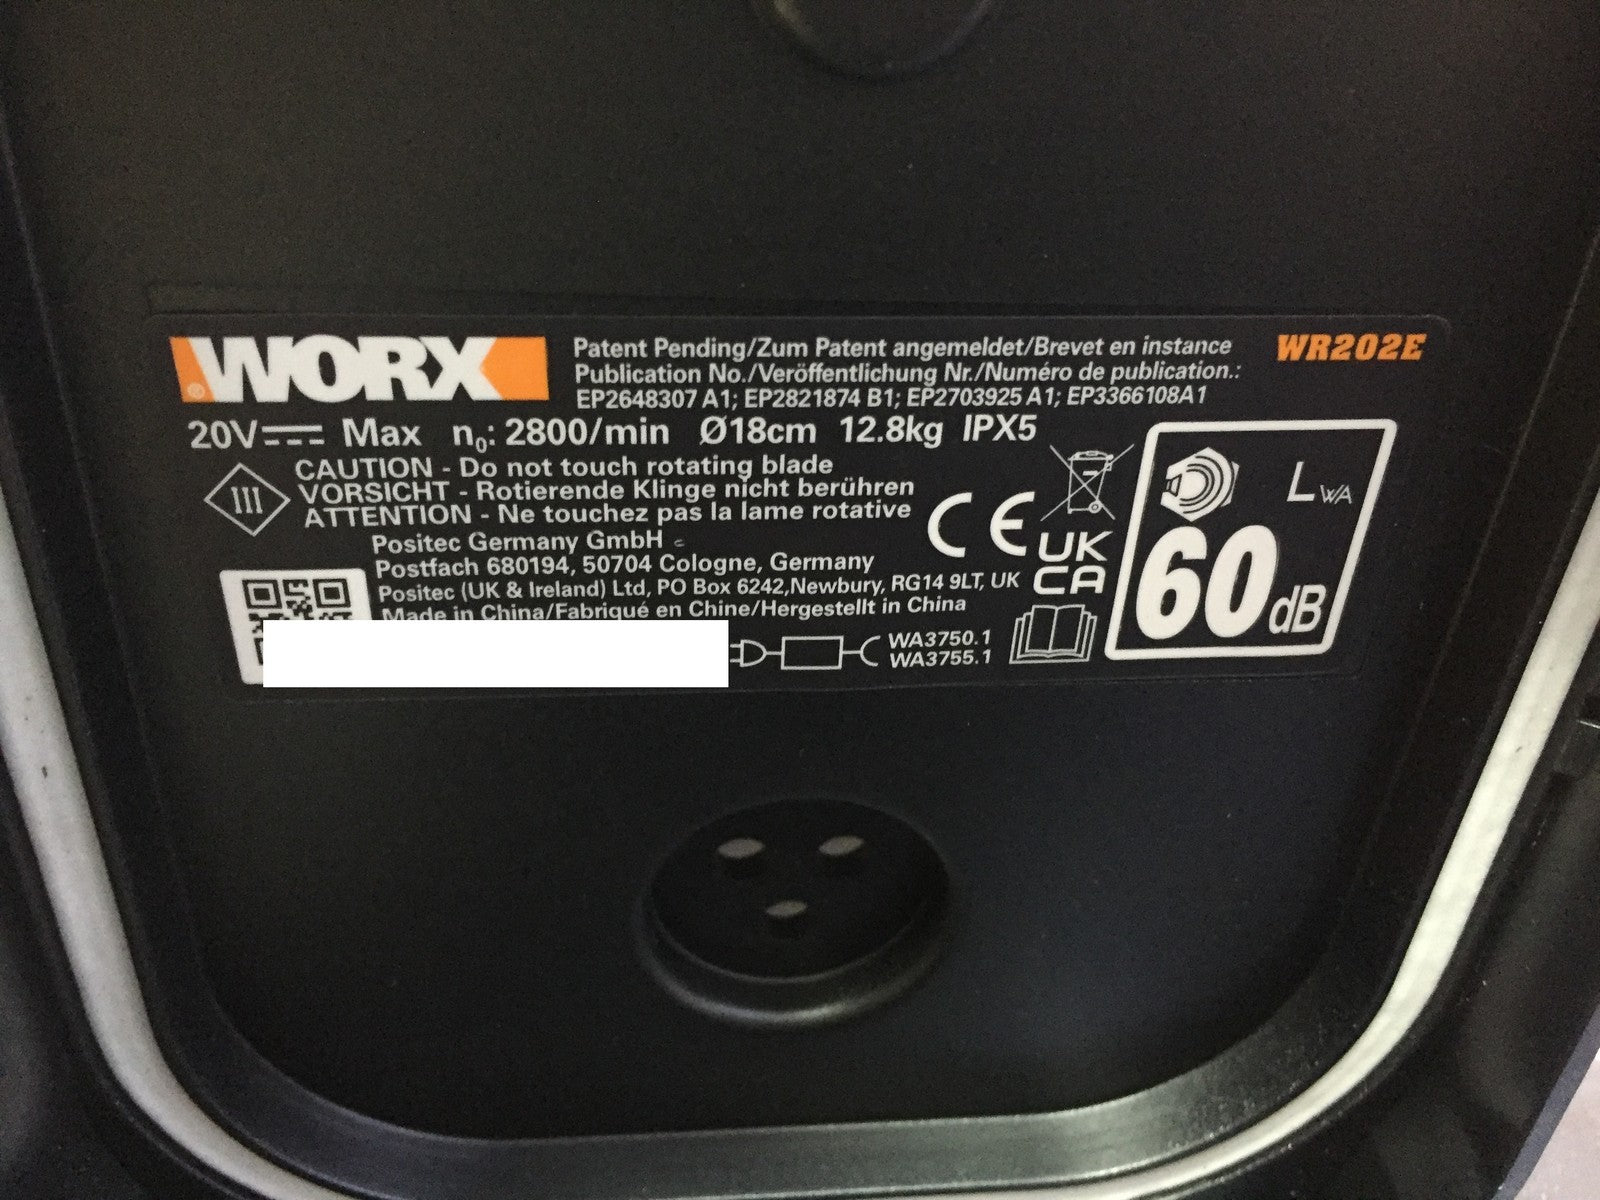 WORX
®
Patent Pending/Zum Patent angemeldet/Brevet en instance
Publication No./Veröffentlichung Nr./Numéro de publication.:
EP2648307 A1; EP2821874 B1; EP2703925 A1; EP3366108A1
WR202E
20V Max n₀: 2800/min Ø18cm 12.8kg IPX5
III
CAUTION - Do not touch rotating blade
VORSICHT - Rotierende Klinge nicht berühren
ATTENTION - Ne touchez pas la lame rotative
Positec Germany GmbH
Postfach 680194, 50704 Cologne, Germany
Positec (UK & Ireland) Ltd, PO Box 6242,Newbury, RG14 9LT, UK
Made in China/Fabriqué en Chine/Hergestellt in China
CE
UK
CA
WA3750.1
WA3755.1
LWA
60dB